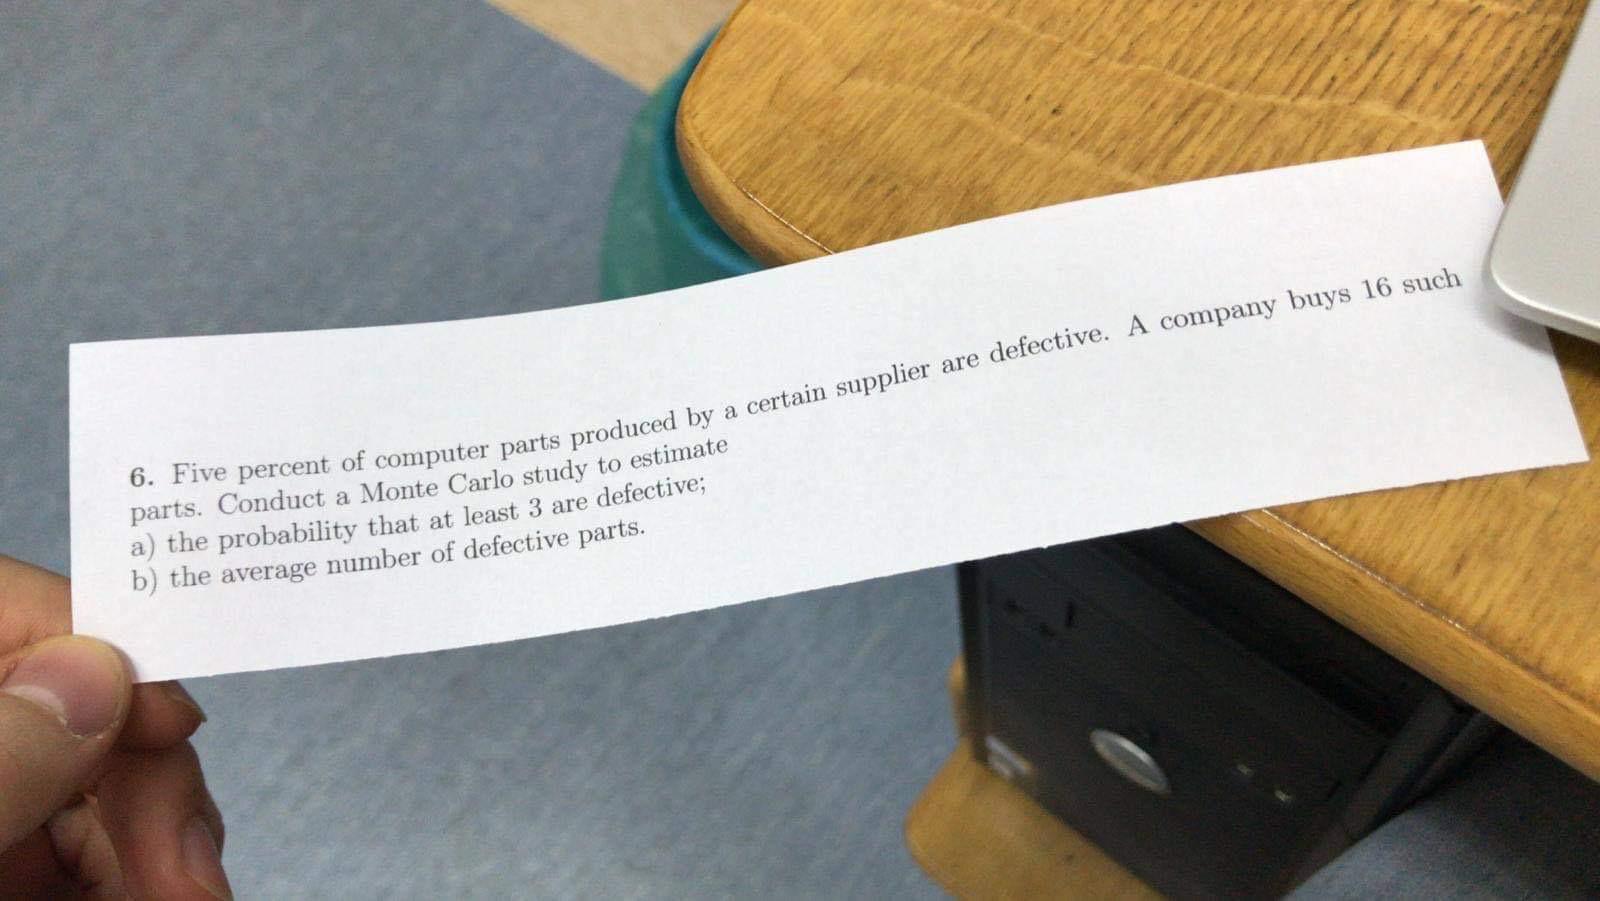 6. Five percent of computer parts produced by a certain supplier are defective. A company buys 16 such
parts. Conduct a Monte Carlo study to estimate
a) the probability that at least 3 are defective;
b) the average number of defective parts.